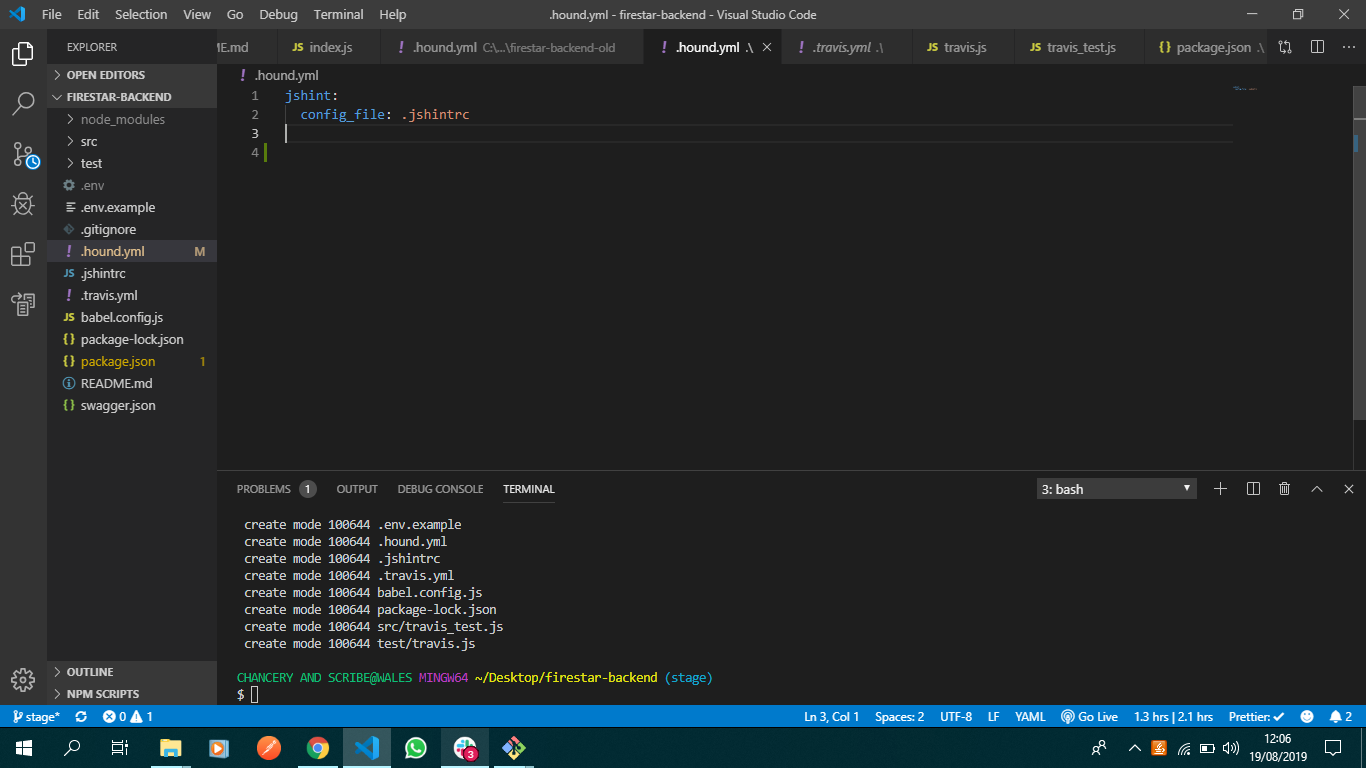 File Edit Selection View Go Debug Terminal Help .hound.yml - firestar-backend - Visual Studio Code
EXPLORER
ME.md JS index.js ! .hound.yml C:\...\firestar-backend-old ! .hound.yml .\ ! .travis.yml .\ JS travis.js JS travis_test.js {} package.json .\
OPEN EDITORS
FIRESTAR-BACKEND
node_modules
src
test
.env
.env.example
.gitignore
! .hound.yml M
JS .jshintrc
! .travis.yml
JS babel.config.js
{} package-lock.json
{} package.json 1
README.md
{} swagger.json
OUTLINE
NPM SCRIPTS
! .hound.yml
1 jshint:
2 config_file: .jshintrc
3
4
PROBLEMS 1 OUTPUT DEBUG CONSOLE TERMINAL 3: bash
create mode 100644 .env.example
create mode 100644 .hound.yml
create mode 100644 .jshintrc
create mode 100644 .travis.yml
create mode 100644 babel.config.js
create mode 100644 package-lock.json
create mode 100644 src/travis_test.js
create mode 100644 test/travis.js
CHANCERY AND SCRIBE@WALES MINGW64 ~/Desktop/firestar-backend (stage)
$
stage* 0 1 Ln 3, Col 1 Spaces: 2 UTF-8 LF YAML Go Live 1.3 hrs | 2.1 hrs Prettier: ✓ 2
3
12:06
19/08/2019